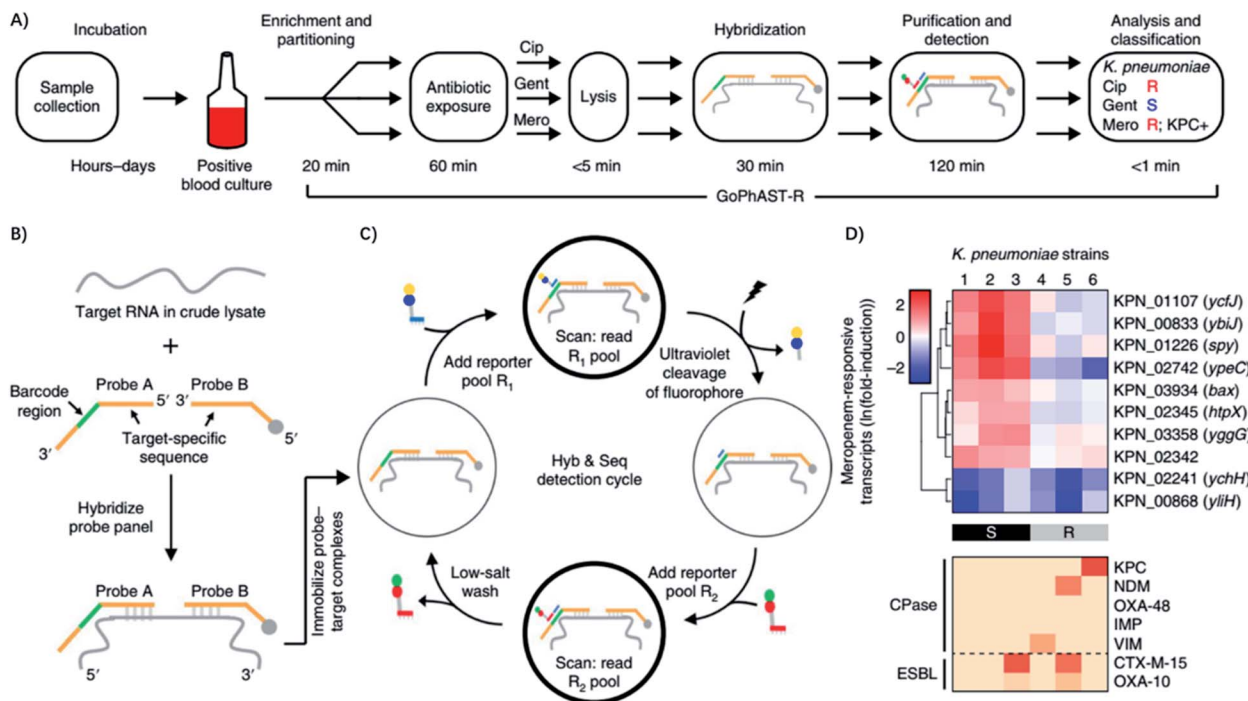 A)
Incubation
Enrichment and
partitioning
Hybridization
Purification and
detection
Analysis and
classification
Sample
collection
Antibiotic
exposure
Cip
Gent
Mero
Lysis
K. pneumoniae
Cip R
Gent S
Mero R; KPC+
Hours–days
Positive
blood culture
20 min
60 min
<5 min
30 min
120 min
<1 min
GoPhAST-R
B)
Target RNA in crude lysate
+
Barcode
region
Probe A
5′
3′
Probe B
3′
Target-specific
sequence
5′
Hybridize
probe panel
Probe A
Probe B
5′
3′
Immobilize probe–
target complexes
C)
Add reporter
pool R1
Scan: read
R1 pool
Ultraviolet
cleavage
of fluorophore
Hyb & Seq
detection cycle
Add reporter
pool R2
Scan: read
R2 pool
Low-salt
wash
D)
K. pneumoniae strains
1 2 3 4 5 6
Meropenem-responsive
transcripts (ln(fold-induction))
2
0
−2
KPN_01107 (ycfJ)
KPN_00833 (ybiJ)
KPN_01226 (spy)
KPN_02742 (ypeC)
KPN_03934 (bax)
KPN_02345 (htpX)
KPN_03358 (yggG)
KPN_02342
KPN_02241 (ychH)
KPN_00868 (yliH)
S R
CPase
KPC
NDM
OXA-48
IMP
VIM
ESBL
CTX-M-15
OXA-10